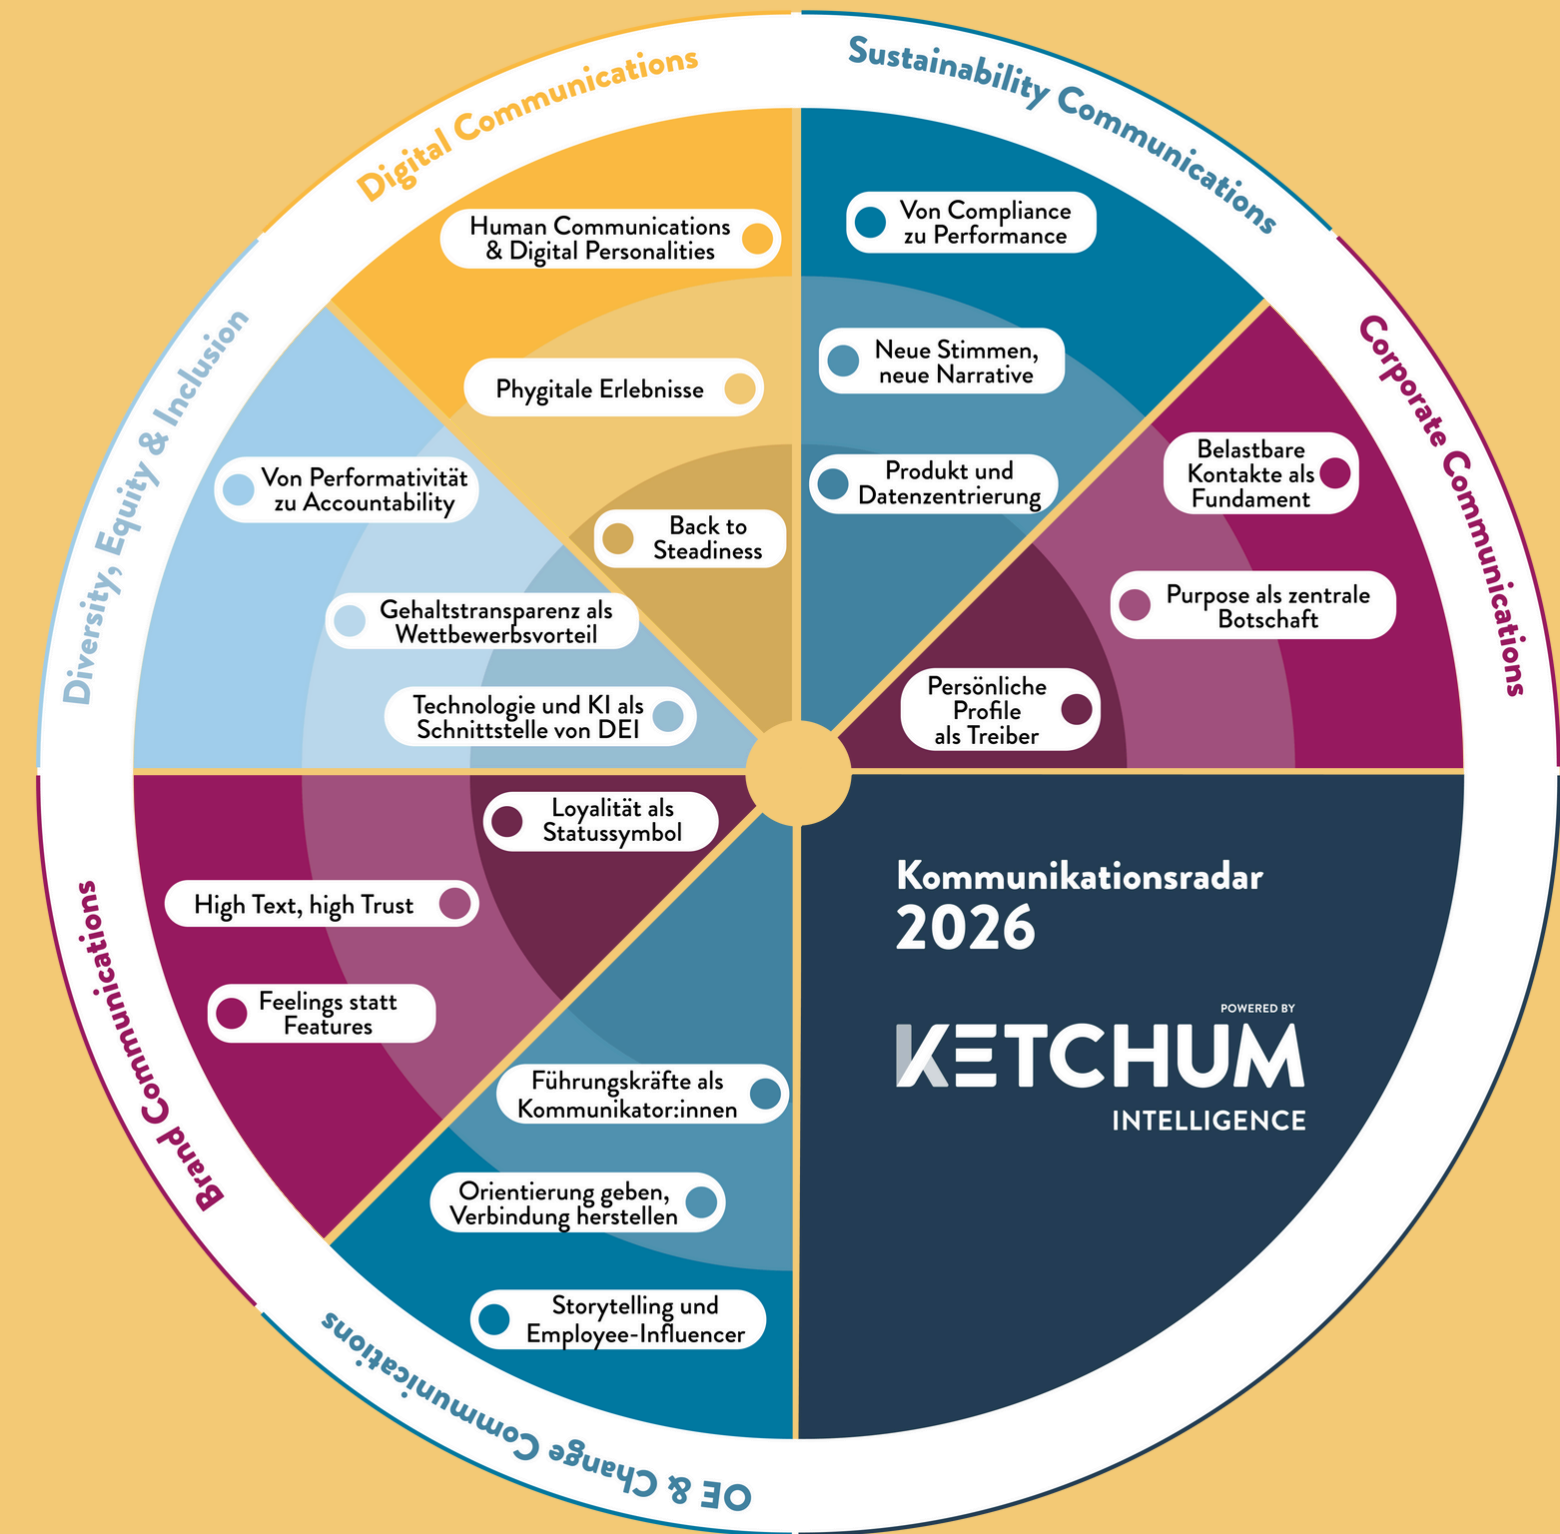 Digital Communications
Human Communications
& Digital Personalities
Phygitale Erlebnisse
Back to
Steadiness
Sustainability Communications
Von Compliance
zu Performance
Neue Stimmen,
neue Narrative
Produkt und
Datenzentrierung
Corporate Communications
Belastbare
Kontakte als
Fundament
Purpose als zentrale
Botschaft
Persönliche
Profile
als Treiber
Diversity, Equity & Inclusion
Von Performativität
zu Accountability
Gehaltstransparenz als
Wettbewerbsvorteil
Technologie und KI als
Schnittstelle von DEI
Brand Communications
Loyalität als
Statussymbol
High Text, high Trust
Feelings statt
Features
OE & Change Communications
Führungskräfte als
Kommunikator:innen
Orientierung geben,
Verbindung herstellen
Storytelling und
Employee-Influencer
Kommunikationsradar
2026
POWERED BY
KETCHUM
INTELLIGENCE